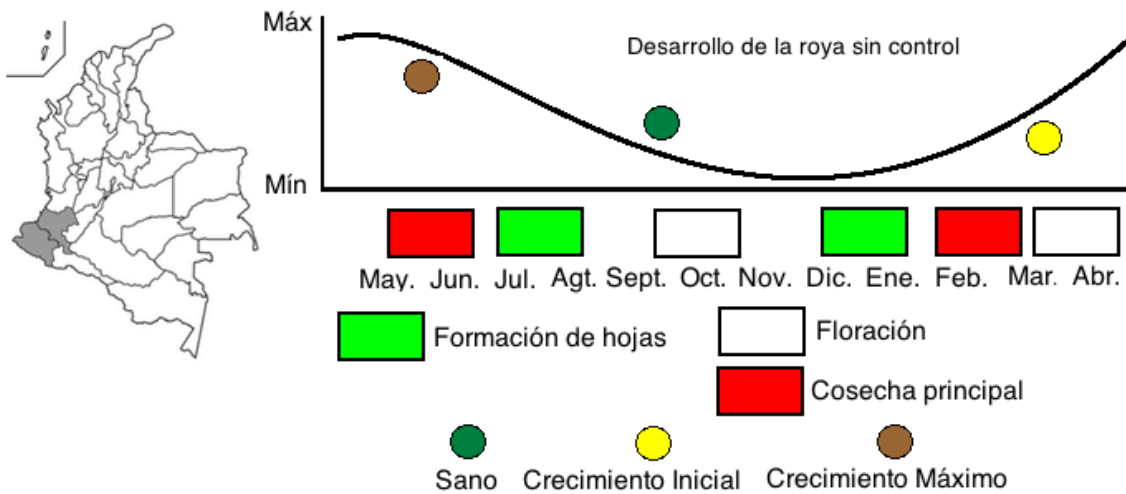 Máx
Desarrollo de la roya sin control
Mín
May. Jun. Jul. Agt. Sept. Oct. Nov. Dic. Ene. Feb. Mar. Abr.
Formación de hojas
Floración
Cosecha principal
Sano
Crecimiento Inicial
Crecimiento Máximo